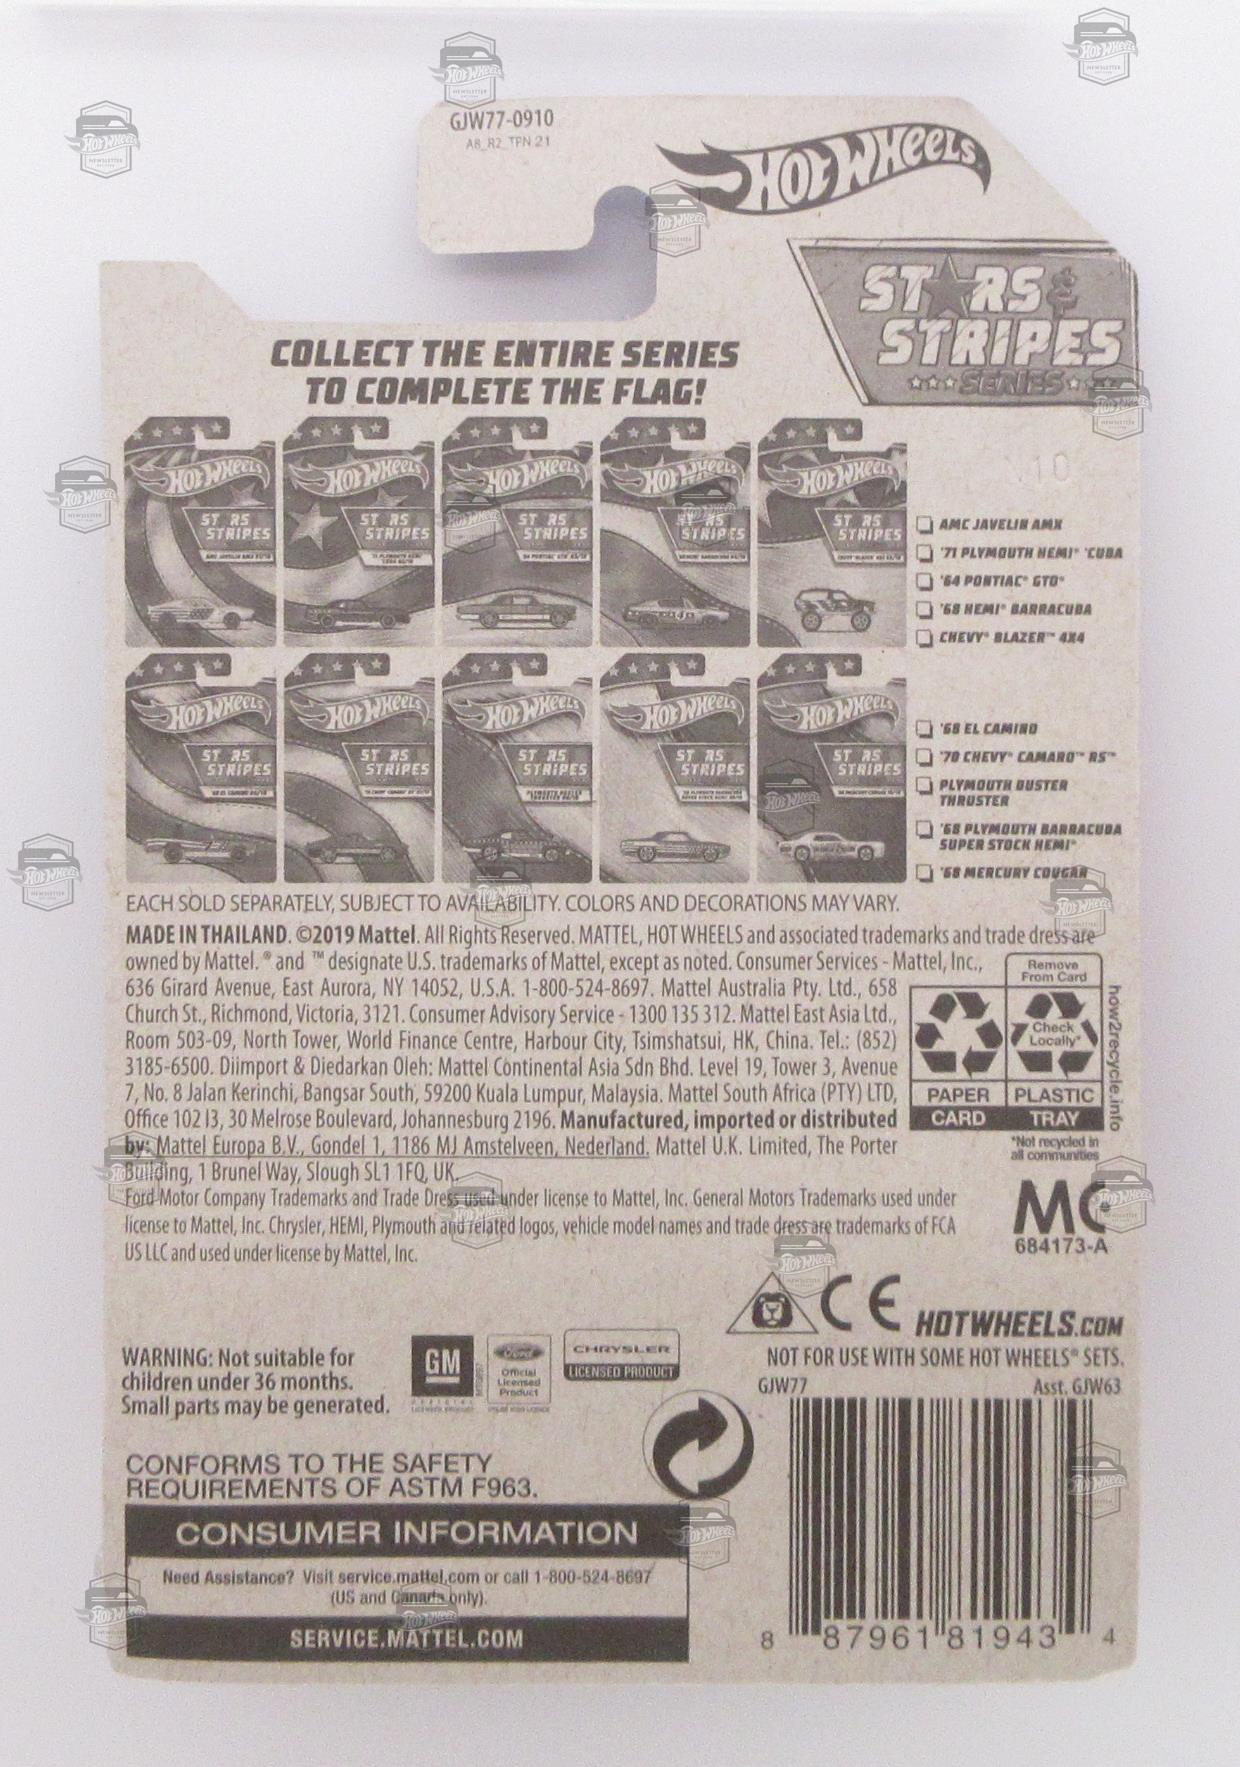 GJW77-0910
A8_R2_TPN 21
HOT WHEELS
STARS &
STRIPES
SERIES
COLLECT THE ENTIRE SERIES
TO COMPLETE THE FLAG!
AMC JAVELIN AMX
'71 PLYMOUTH HEMI® 'CUDA
'64 PONTIAC® GTO®
'68 HEMI® BARRACUDA
CHEVY® BLAZER™ 4X4
'68 EL CAMINO
'70 CHEVY® CAMARO™ RS™
PLYMOUTH DUSTER
THRUSTER
'68 PLYMOUTH BARRACUDA
SUPER STOCK HEMI®
'68 MERCURY COUGAR
EACH SOLD SEPARATELY, SUBJECT TO AVAILABILITY. COLORS AND DECORATIONS MAY VARY.
MADE IN THAILAND. ©2019 Mattel. All Rights Reserved. MATTEL, HOT WHEELS and associated trademarks and trade dress are
owned by Mattel. ® and ™ designate U.S. trademarks of Mattel, except as noted. Consumer Services - Mattel, Inc.,
636 Girard Avenue, East Aurora, NY 14052, U.S.A. 1-800-524-8697. Mattel Australia Pty. Ltd., 658
Church St., Richmond, Victoria, 3121. Consumer Advisory Service - 1300 135 312. Mattel East Asia Ltd.,
Room 503-09, North Tower, World Finance Centre, Harbour City, Tsimshatsui, HK, China. Tel.: (852)
3185-6500. Diimport & Diedarkan Oleh: Mattel Continental Asia Sdn Bhd. Level 19, Tower 3, Avenue
7, No. 8 Jalan Kerinchi, Bangsar South, 59200 Kuala Lumpur, Malaysia. Mattel South Africa (PTY) LTD,
Office 102 I3, 30 Melrose Boulevard, Johannesburg 2196. Manufactured, imported or distributed
by: Mattel Europa B.V., Gondel 1, 1186 MJ Amstelveen, Nederland. Mattel U.K. Limited, The Porter
Building, 1 Brunel Way, Slough SL1 1FQ, UK.
Ford Motor Company Trademarks and Trade Dress used under license to Mattel, Inc. General Motors Trademarks used under
license to Mattel, Inc. Chrysler, HEMI, Plymouth and related logos, vehicle model names and trade dress are trademarks of FCA
US LLC and used under license by Mattel, Inc.
Remove
From Card
Check
Locally*
PAPER
PLASTIC
CARD
TRAY
how2recycle.info
*Not recycled in
all communities
MC
684173-A
CE
HOTWHEELS.COM
NOT FOR USE WITH SOME HOT WHEELS® SETS.
GJW77
Asst. GJW63
WARNING: Not suitable for
children under 36 months.
Small parts may be generated.
GM
Ford
Official
Licensed
Product
CHRYSLER
LICENSED PRODUCT
CONFORMS TO THE SAFETY
REQUIREMENTS OF ASTM F963.
CONSUMER INFORMATION
Need Assistance? Visit service.mattel.com or call 1-800-524-8697
(US and Canada only).
SERVICE.MATTEL.COM
8 87961 81943 4